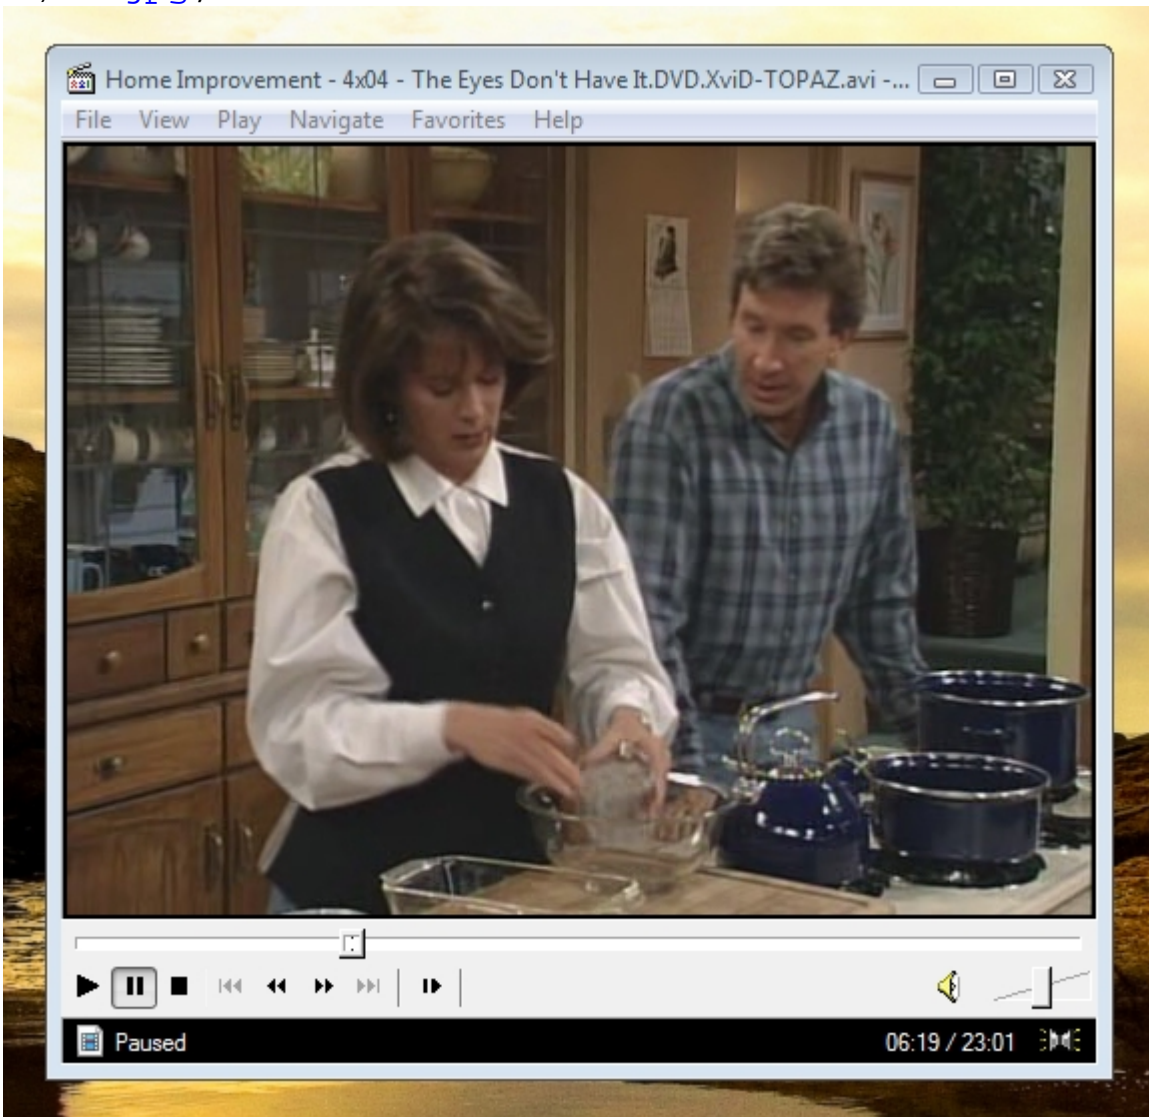 Home Improvement - 4x04 - The Eyes Don't Have It.DVD.XviD-TOPAZ.avi -...
File View Play Navigate Favorites Help
Paused
06:19 / 23:01